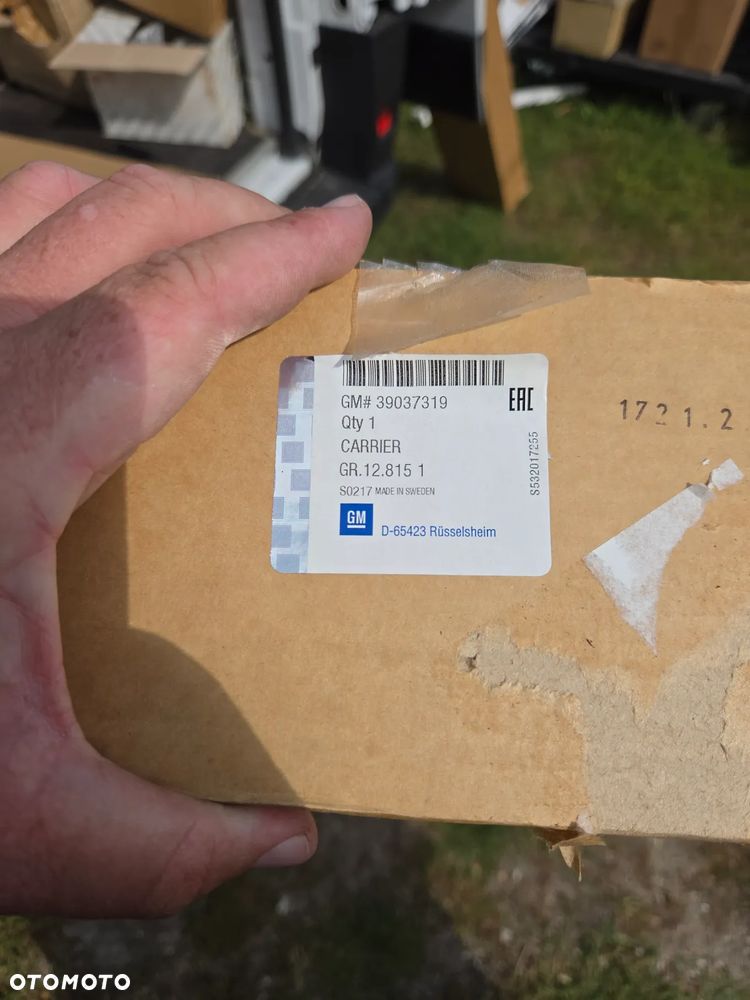 GM# 39037319
EAC
Qty 1
CARRIER
GR.12.815 1
S0217 MADE IN SWEDEN
S532017255
GM
D-65423 Rüsselsheim
1721.2
OTOMOTO